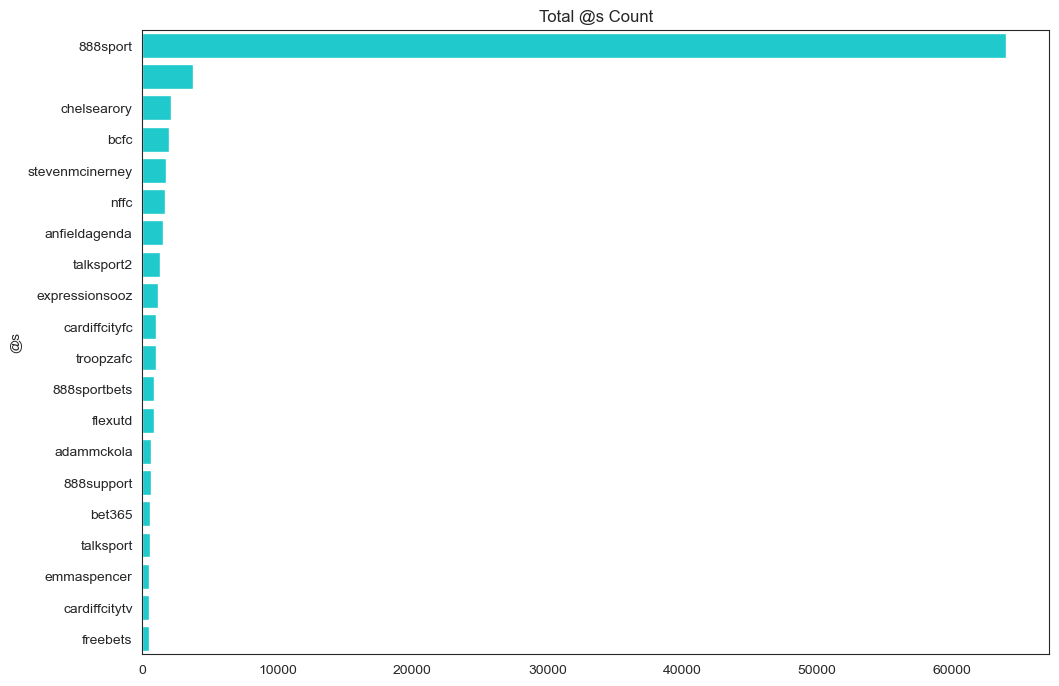 Total @s Count
888sport
chelsearory
bcfc
stevenmcinerney
nffc
anfieldagenda
talksport2
expressionsooz
cardiffcityfc
troopzafc
888sportbets
flexutd
adammckola
888support
bet365
talksport
emmaspencer
cardiffcitytv
freebets
@s
0 10000 20000 30000 40000 50000 60000